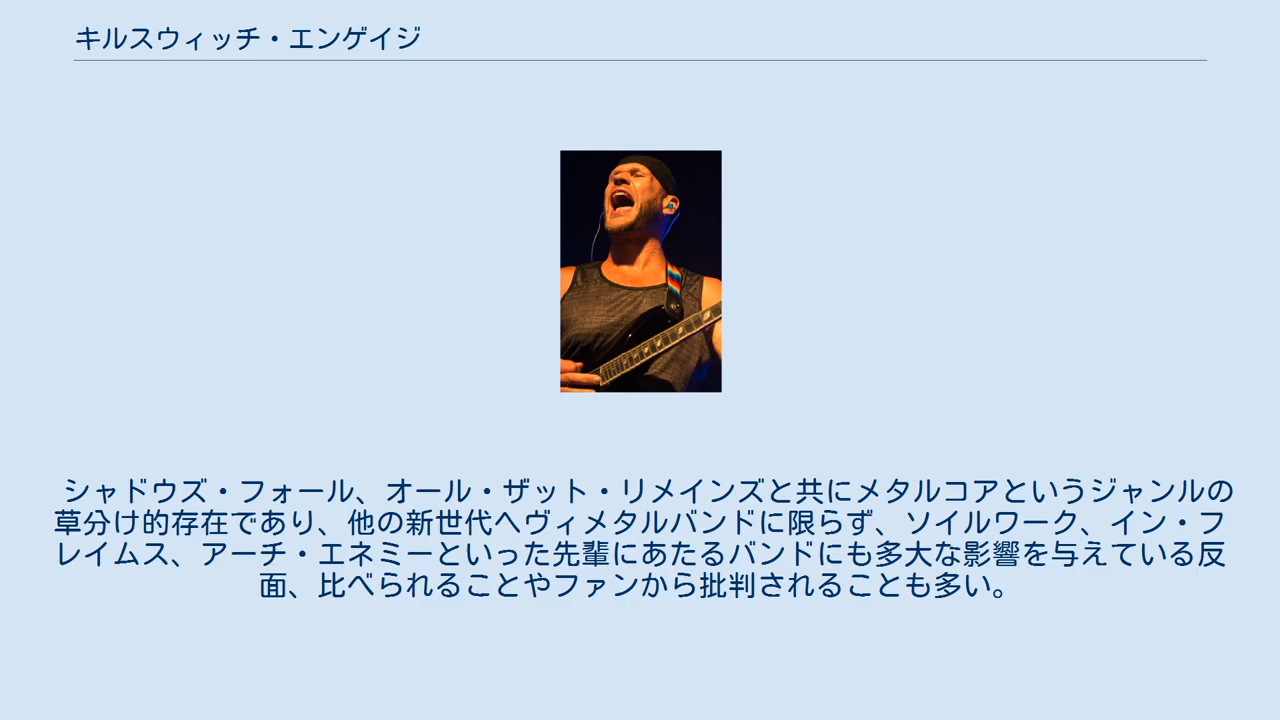 キルスウィッチ・エンゲイジ
シャドウズ・フォール、オール・ザット・リメインズと共にメタルコアというジャンルの
草分け的存在であり、他の新世代ヘヴィメタルバンドに限らず、ソイルワーク、イン・フ
レイムス、アーチ・エネミーといった先輩にあたるバンドにも多大な影響を与えている反
面、比べられることやファンから批判されることも多い。